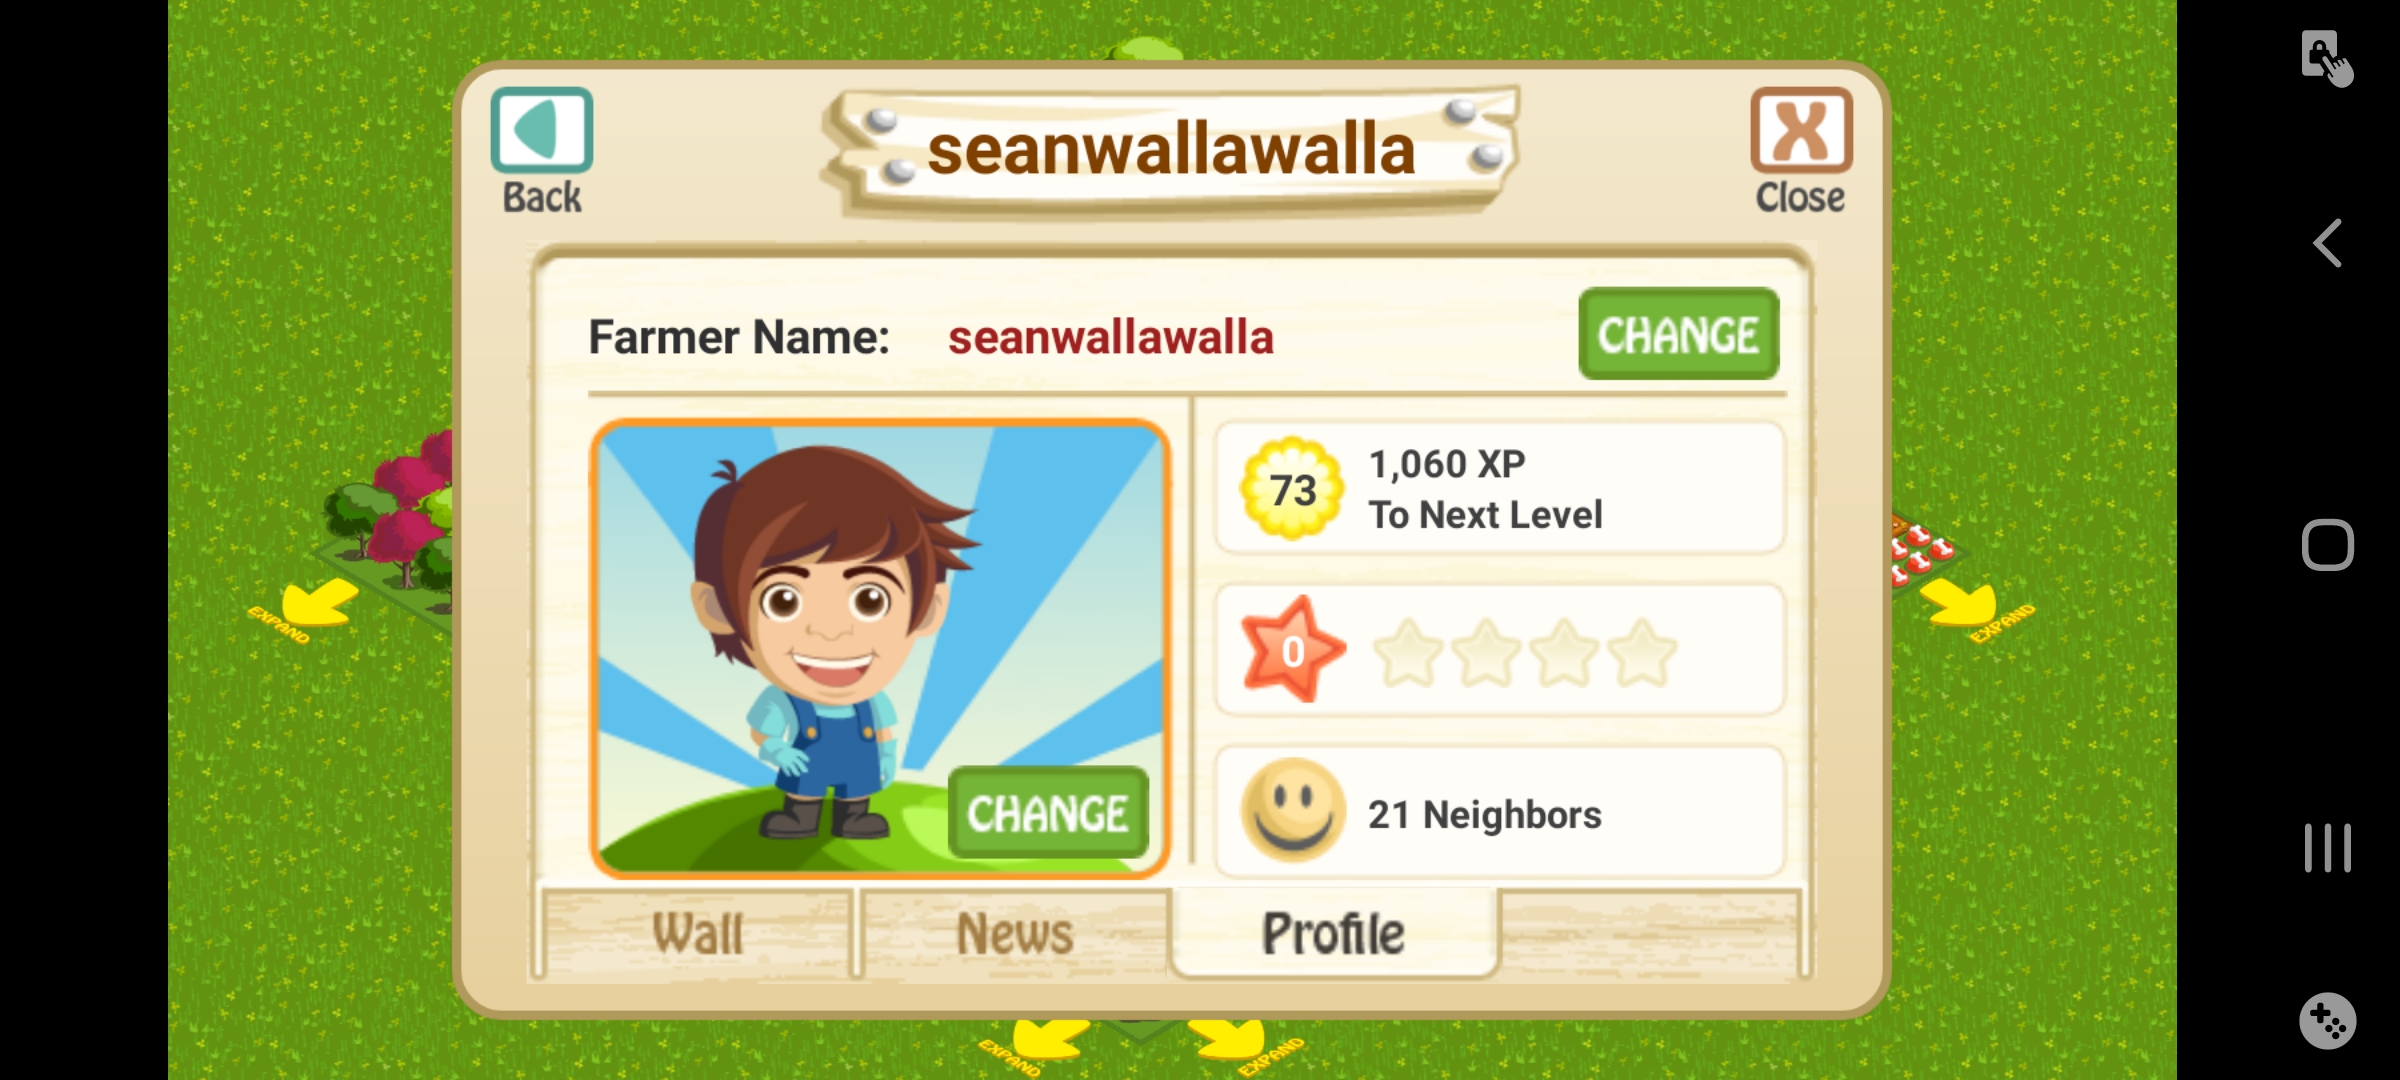 seanwallawalla
Back
Close
Farmer Name: seanwallawalla
CHANGE
73
1,060 XP
To Next Level
0
21 Neighbors
CHANGE
Wall
News
Profile
EXPAND
EXPAND
EXPAND
EXPAND